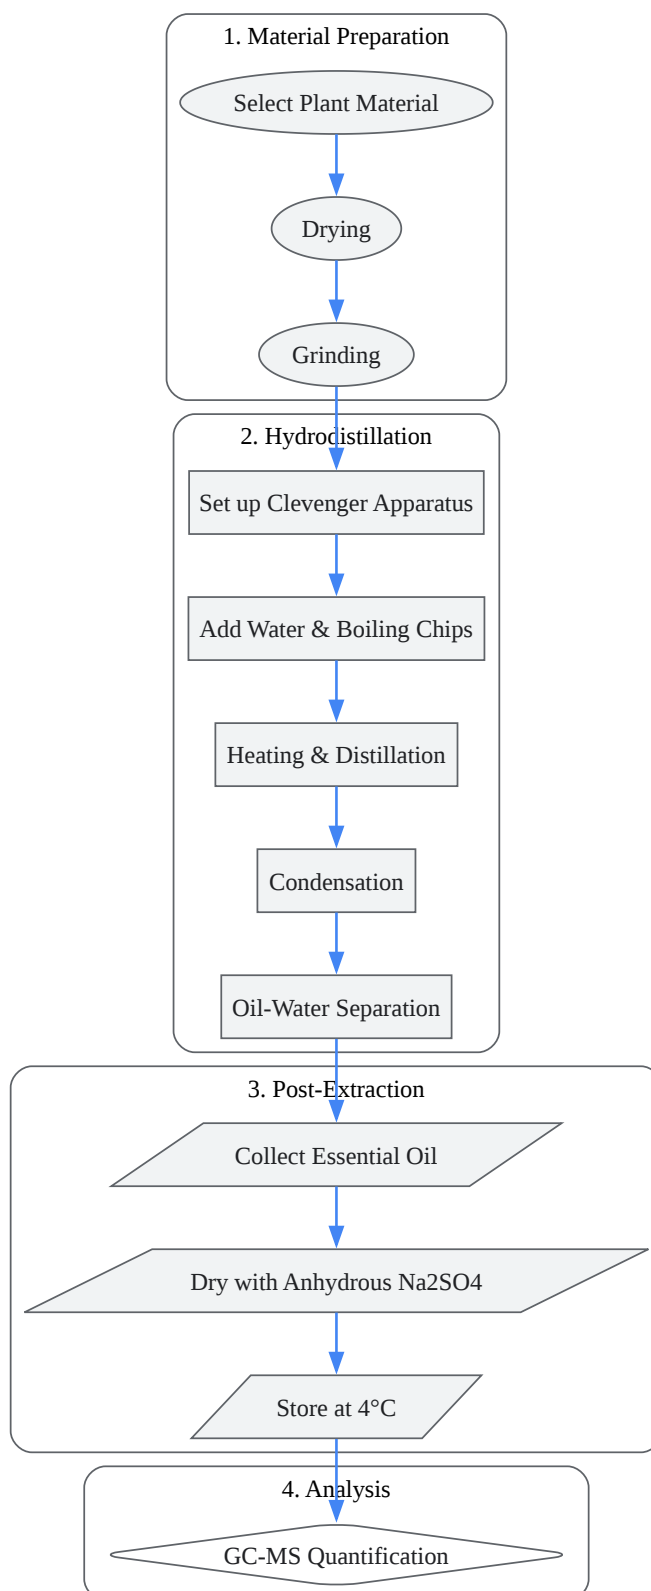 1. Material Preparation
Select Plant Material
Drying
Grinding
2. Hydrodistillation
Set up Clevenger Apparatus
Add Water & Boiling Chips
Heating & Distillation
Condensation
Oil-Water Separation
3. Post-Extraction
Collect Essential Oil
Dry with Anhydrous Na2SO4
Store at 4°C
4. Analysis
GC-MS Quantification